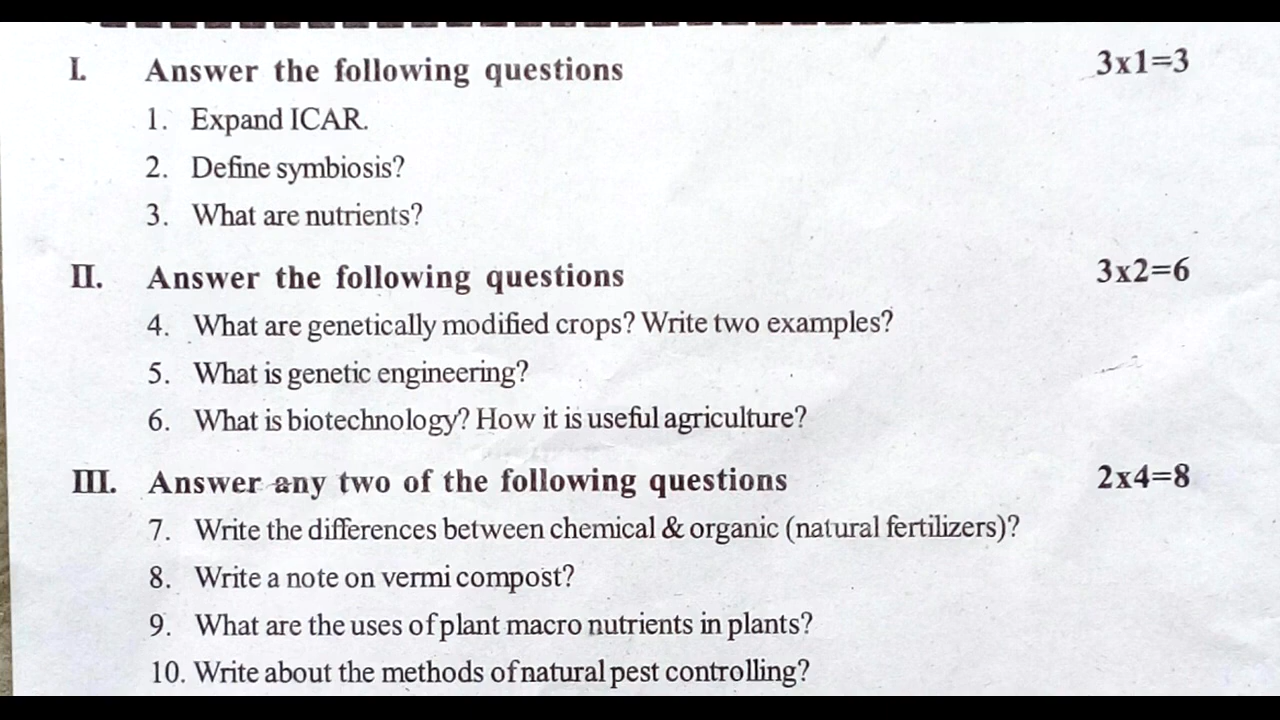 I. Answer the following questions 3x1=3
1. Expand ICAR.
2. Define symbiosis?
3. What are nutrients?
II. Answer the following questions 3x2=6
4. What are genetically modified crops? Write two examples?
5. What is genetic engineering?
6. What is biotechnology? How it is useful agriculture?
III. Answer any two of the following questions 2x4=8
7. Write the differences between chemical & organic (natural fertilizers)?
8. Write a note on vermi compost?
9. What are the uses of plant macro nutrients in plants?
10. Write about the methods of natural pest controlling?